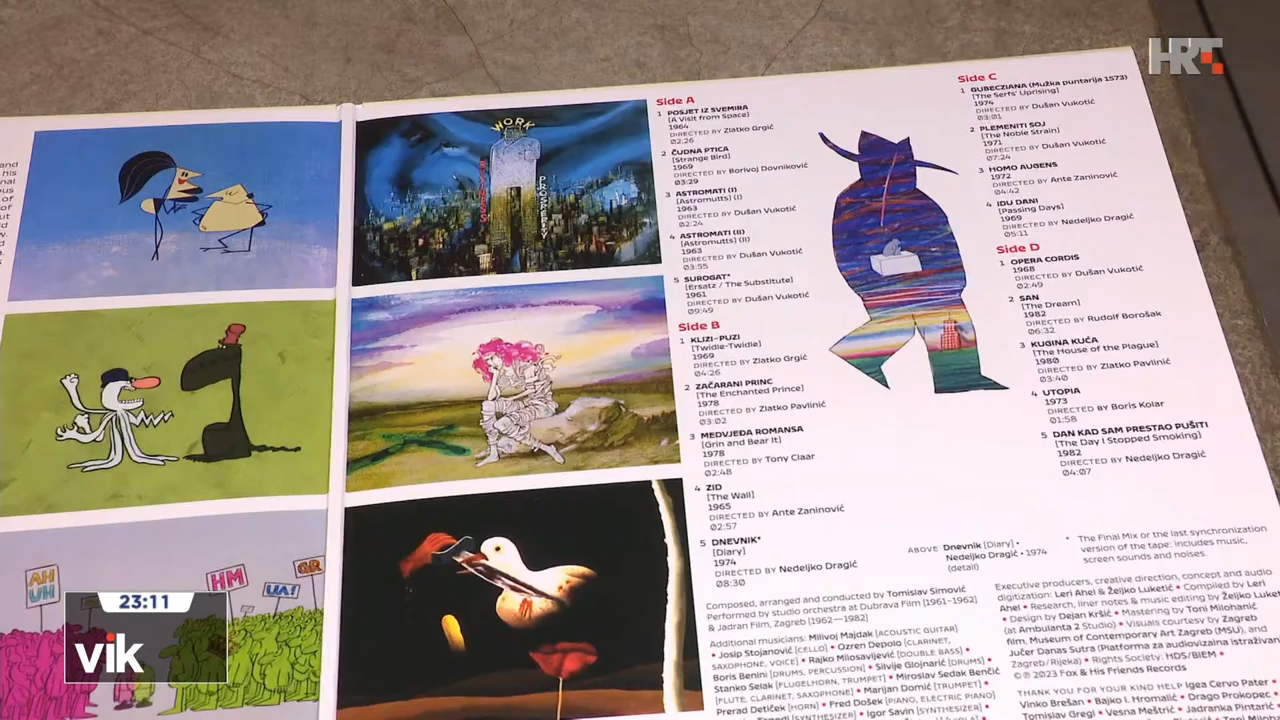 HRT
and
his
nal
ous
of
of
out
d
w.
d
n.
s
WORK
PROSPERITY
AH
UH
HM
UA!
GR
23:11
vik
Side A
1 POSJET IZ SVEMIRA
[A Visit from Space]
1964
DIRECTED BY Zlatko Grgić
02:26
2 ČUDNA PTICA
[Strange Bird]
1969
DIRECTED BY Borivoj Dovniković
03:29
3 ASTROMATI (I)
[Astromutts] (I)
1963
DIRECTED BY Dušan Vukotić
02:24
4 ASTROMATI (II)
[Astromutts] (II)
1963
DIRECTED BY Dušan Vukotić
03:55
5 SUROGAT*
[Ersatz / The Substitute]
1961
DIRECTED BY Dušan Vukotić
09:49
Side B
1 KLIZI-PUZI
[Twidle-Twidle]
1969
DIRECTED BY Zlatko Grgić
04:26
2 ZAČARANI PRINC
[The Enchanted Prince]
1978
DIRECTED BY Zlatko Pavlinić
03:02
3 MEDVJEĐA ROMANSA
[Grin and Bear It]
1978
DIRECTED BY Tony Claar
02:48
4 ZID
[The Wall]
1965
DIRECTED BY Ante Zaninović
02:57
5 DNEVNIK*
[Diary]
1974
DIRECTED BY Nedeljko Dragić
08:30
Side C
1 GUBECZIANA (Mužka puntarija 1573)
[The Serfs' Uprising]
1974
DIRECTED BY Dušan Vukotić
03:01
2 PLEMENITI SOJ
[The Noble Strain]
1971
DIRECTED BY Dušan Vukotić
07:24
3 HOMO AUGENS
1972
DIRECTED BY Ante Zaninović
04:42
4 IDU DANI
[Passing Days]
1969
DIRECTED BY Nedeljko Dragić
05:11
Side D
1 OPERA CORDIS
1968
DIRECTED BY Dušan Vukotić
02:49
2 SAN
[The Dream]
1982
DIRECTED BY Rudolf Borošak
06:32
3 KUGINA KUĆA
[The House of the Plague]
1980
DIRECTED BY Zlatko Pavlinić
03:40
4 UTOPIA
1973
DIRECTED BY Boris Kolar
01:58
5 DAN KAD SAM PRESTAO PUŠITI
[The Day I Stopped Smoking]
1982
DIRECTED BY Nedeljko Dragić
04:07
ABOVE Dnevnik [Diary] •
Nedeljko Dragić • 1974
(detail)
* The Final Mix or the last synchronization
version of the tape: includes music,
screen sounds and noises.
Composed, arranged and conducted by Tomislav Simović
Performed by studio orchestra at Dubrava Film [1961–1962]
& Jadran Film, Zagreb [1962—1982]
Additional musicians: Milivoj Majdak [ACOUSTIC GUITAR]
• Josip Stojanović [CELLO] • Ozren Depolo [CLARINET,
SAXOPHONE, VOICE] • Rajko Milosavijević [DOUBLE BASS] •
Boris Benini [DRUMS, PERCUSSION] • Silvije Glojnarić [DRUMS] •
Stanko Selak [FLUGELHORN, TRUMPET] • Miroslav Sedak Benčić
[FLUTE, CLARINET, SAXOPHONE] • Marijan Domić [TRUMPET] •
Prerad Detiček [HORN] • Fred Došek [PIANO, ELECTRIC PIANO]
[SYNTHESIZER] • Igor Savin [SYNTHESIZER] •
Executive producers, creative direction, concept and audio
digitization: Leri Ahel & Željko Luketić • Compiled by Leri
Ahel • Research, liner notes & music editing by Željko Luket
• Design by Dejan Kršić • Mastering by Toni Milohanić
(at Ambulanta 2 Studio) • Visuals courtesy by Zagreb
film, Museum of Contemporary Art Zagreb (MSU), and
Jučer Danas Sutra (Platforma za audiovizualna istraživan
Zagreb/Rijeka) • Rights Society: HDS/BIEM •
©℗ 2023 Fox & His Friends Records
THANK YOU FOR YOUR KIND HELP Igea Cervo Pater •
Vinko Brešan • Bajko I. Hromalić • Drago Prokopec •
Tomislav Gregl • Vesna Meštrić • Jadranka Pintarić •